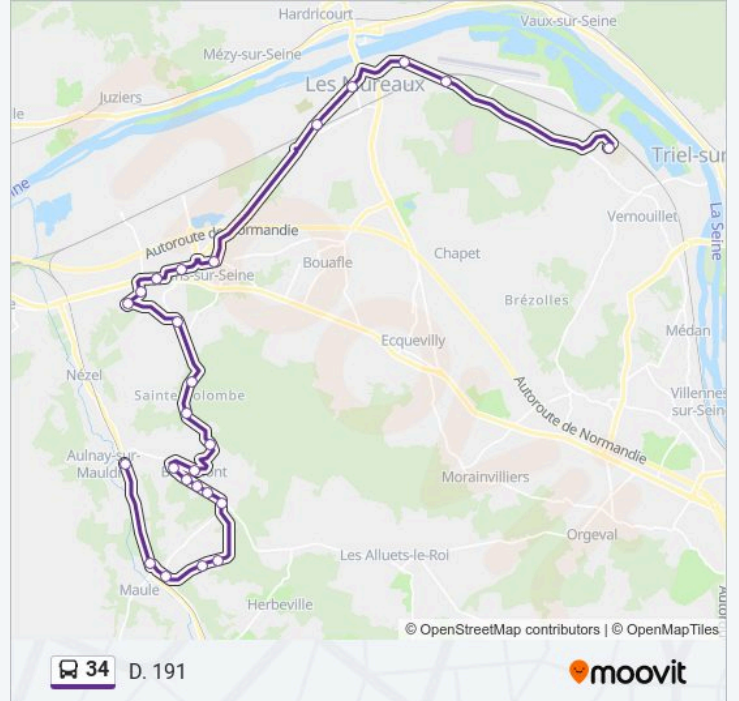 Hardricourt
Vaux-sur-Seine
Mézy-sur-Seine
Les Mureaux
Juziers
Triel-sur
Vernouillet
La Seine
Autoroute de Normandie
Bouafle
Chapet
Brézolles
Ecquevilly
Médan
Nézel
Sainte Colombe
Villennes
sur-Sein
Autoroute de Normandie
Aulnay-sur-
Mauldre
Morainvilliers
Orgeval
Les Alluets-le-Roi
Maule
Herbeville
© OpenStreetMap contributors | © OpenMapTiles
34 D. 191
moovit